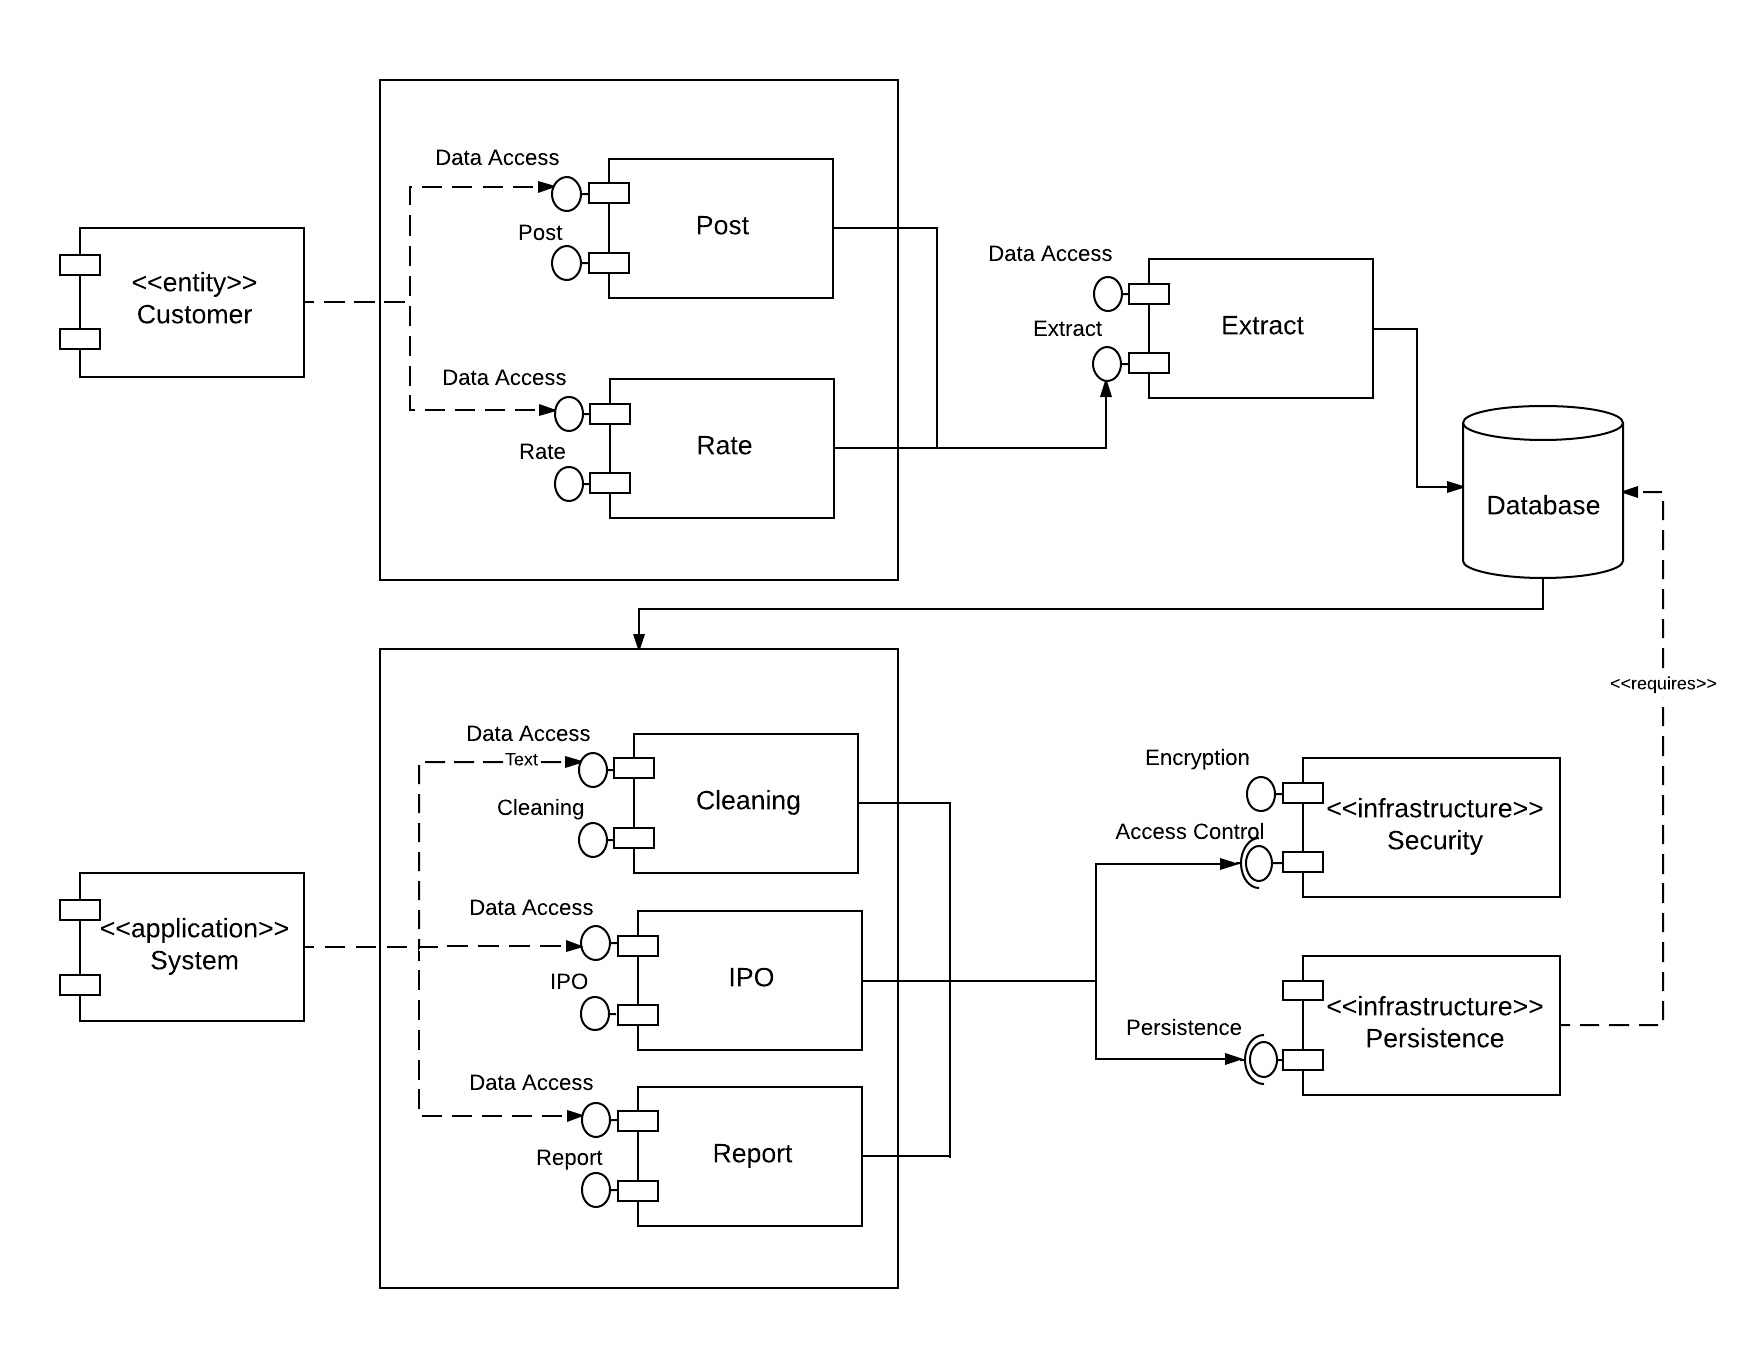 Data Access
Post
Post
<<entity>>
Customer
Data Access
Rate
Rate
Data Access
Extract
Extract
Database
<<requires>>
Data Access
Text
Cleaning
Cleaning
<<application>>
System
Data Access
IPO
IPO
Data Access
Report
Report
Encryption
<<infrastructure>>
Security
Access Control
Persistence
<<infrastructure>>
Persistence